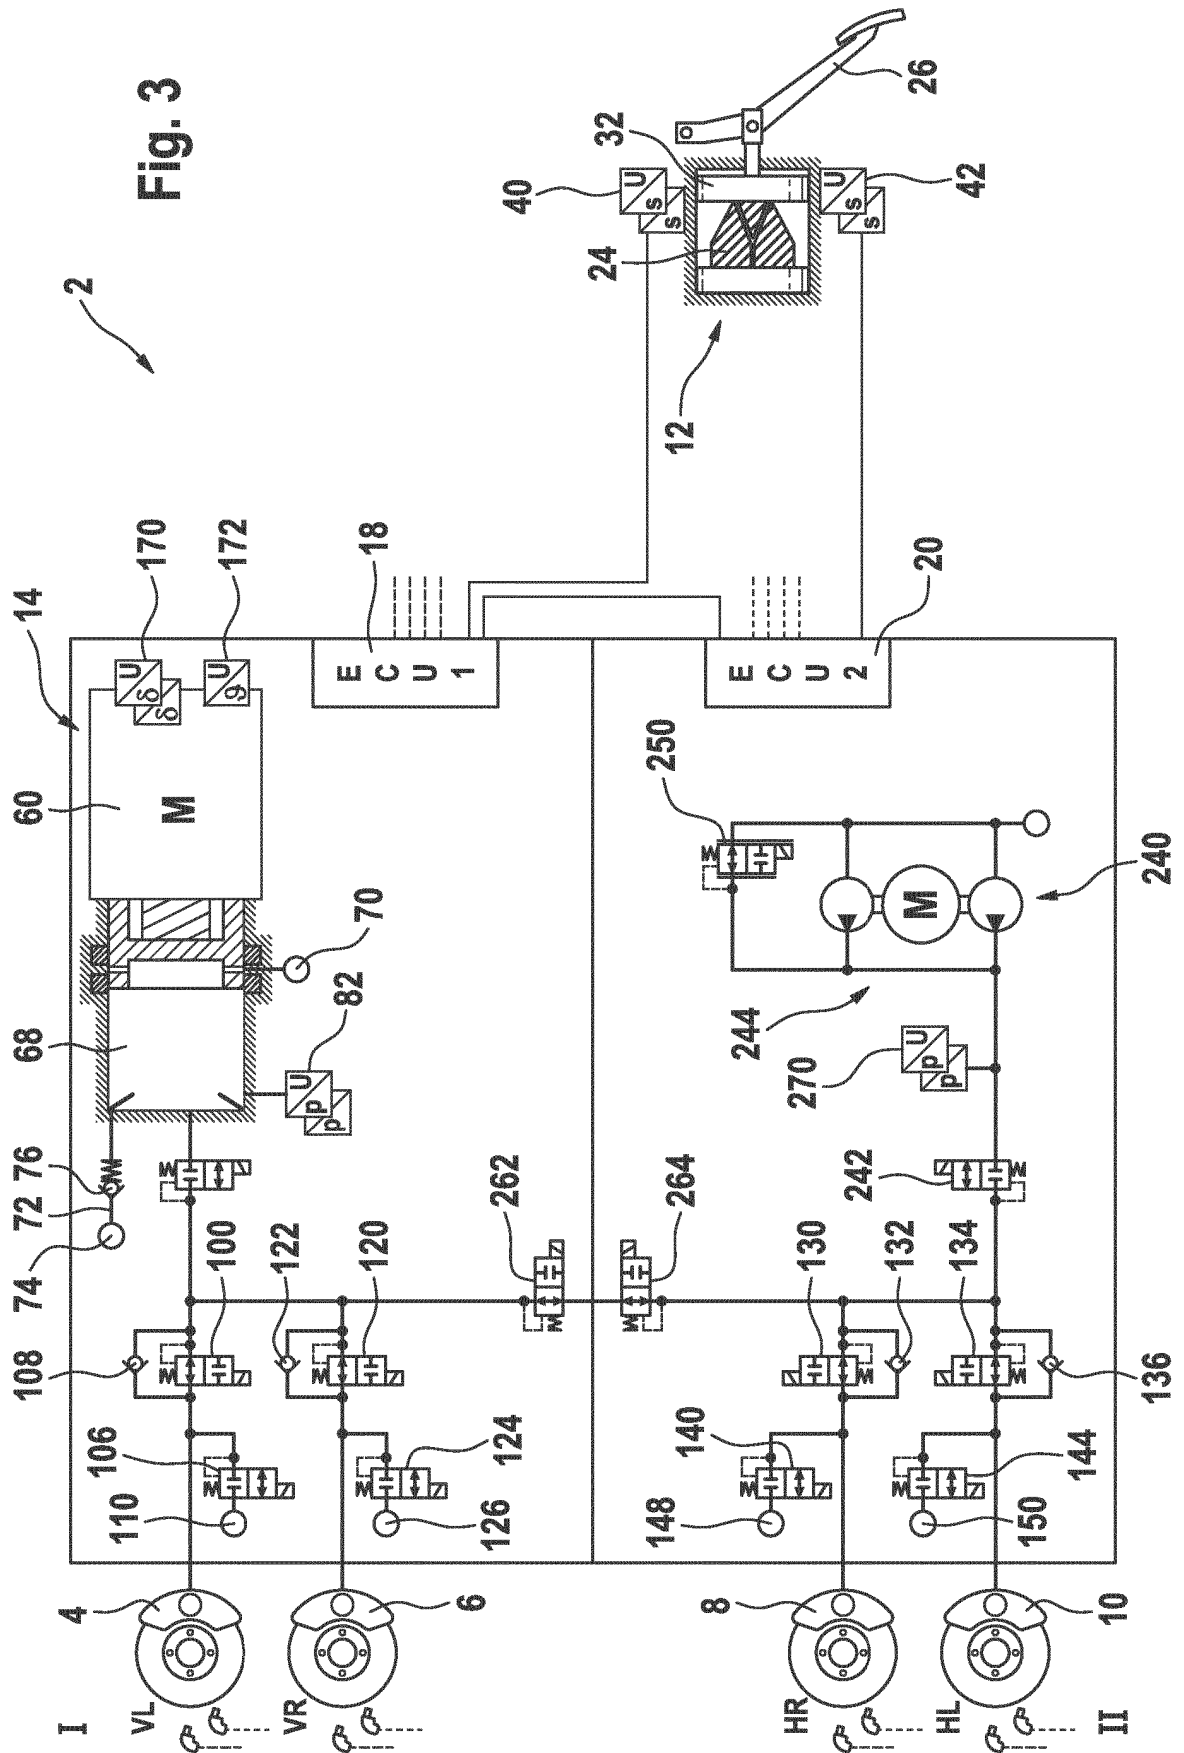 Fig. 3
2
14
170
172
18
60
M
U
δ
δ
U
ϑ
E
C
U
1
70
82
68
U
p
p
76
72
74
100
122
120
108
106
110
124
126
262
264
4
6
VL
VR
I
40
32
26
24
12
42
U
s
s
U
s
s
20
E
C
U
2
250
M
240
244
270
U
p
p
242
130
132
134
136
140
144
148
150
8
10
HR
HL
II